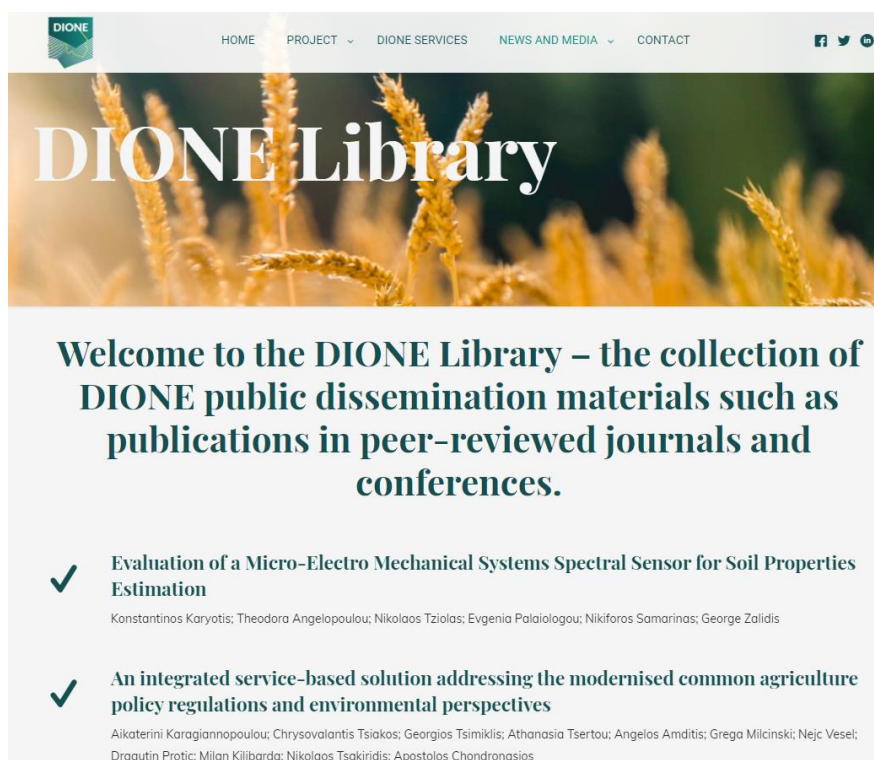 DIONE
HOME PROJECT DIONE SERVICES NEWS AND MEDIA CONTACT
DIONE Library
Welcome to the DIONE Library – the collection of
DIONE public dissemination materials such as
publications in peer-reviewed journals and
conferences.
Evaluation of a Micro-Electro Mechanical Systems Spectral Sensor for Soil Properties
Estimation
Konstantinos Karyotis; Theodora Angelopoulou; Nikolaos Tziolas; Evgenia Palaiologou; Nikiforos Samarinas; George Zalidis
An integrated service-based solution addressing the modernised common agriculture
policy regulations and environmental perspectives
Aikaterini Karagiannopoulou; Chrysovalantis Tsiakos; Georgios Tsimiklis; Athanasia Tsertou; Angelos Amditis; Grega Milcinski; Nejc Vesel;
Dragutin Protic; Milan Kilibarda; Nikolaos Tsakiridis; Apostolos Chondronasios